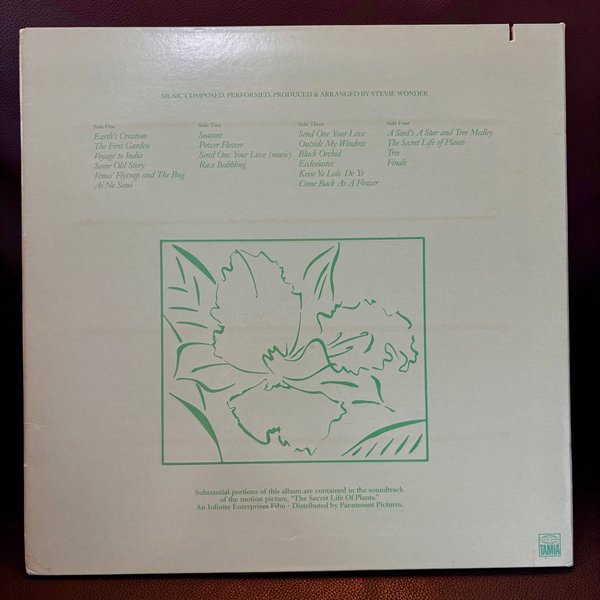 MUSIC COMPOSED, PERFORMED, PRODUCED & ARRANGED BY STEVIE WONDER
Side One
Earth's Creation
The First Garden
Voyage to India
Same Old Story
Venus' Flytrap and The Bug
Ai No Sono
Side Two
Seasons
Power Flower
Send One Your Love (music)
Race Babbling
Side Three
Send One Your Love
Outside My Window
Black Orchid
Ecclesiastes
Kesse Ye Lolo De Ye
Come Back As A Flower
Side Four
A Seed's A Star and Tree Medley
The Secret Life of Plants
Tree
Finale
Substantial portions of this album are contained in the soundtrack
of the motion picture, "The Secret Life Of Plants."
An Infinite Enterprises Film • Distributed by Paramount Pictures.
TAMLA